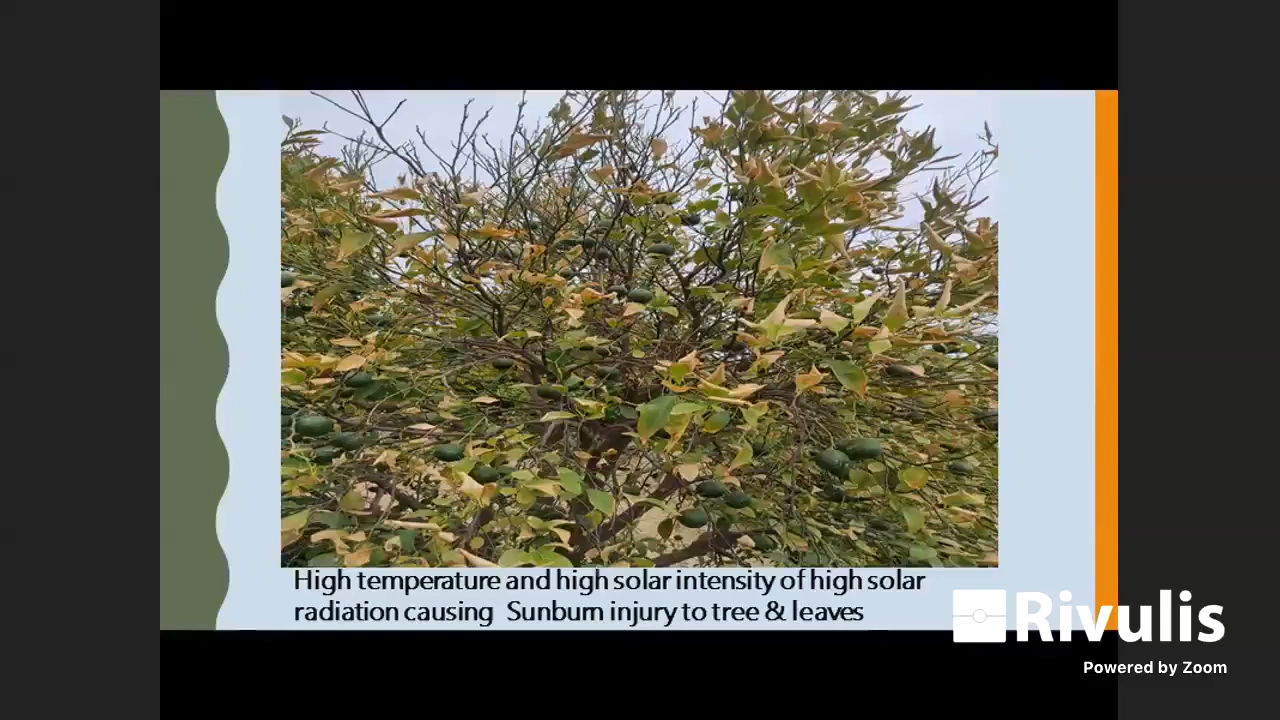 High temperature and high solar intensity of high solar
radiation causing Sunburn injury to tree & leaves
Rivulis
Powered by Zoom